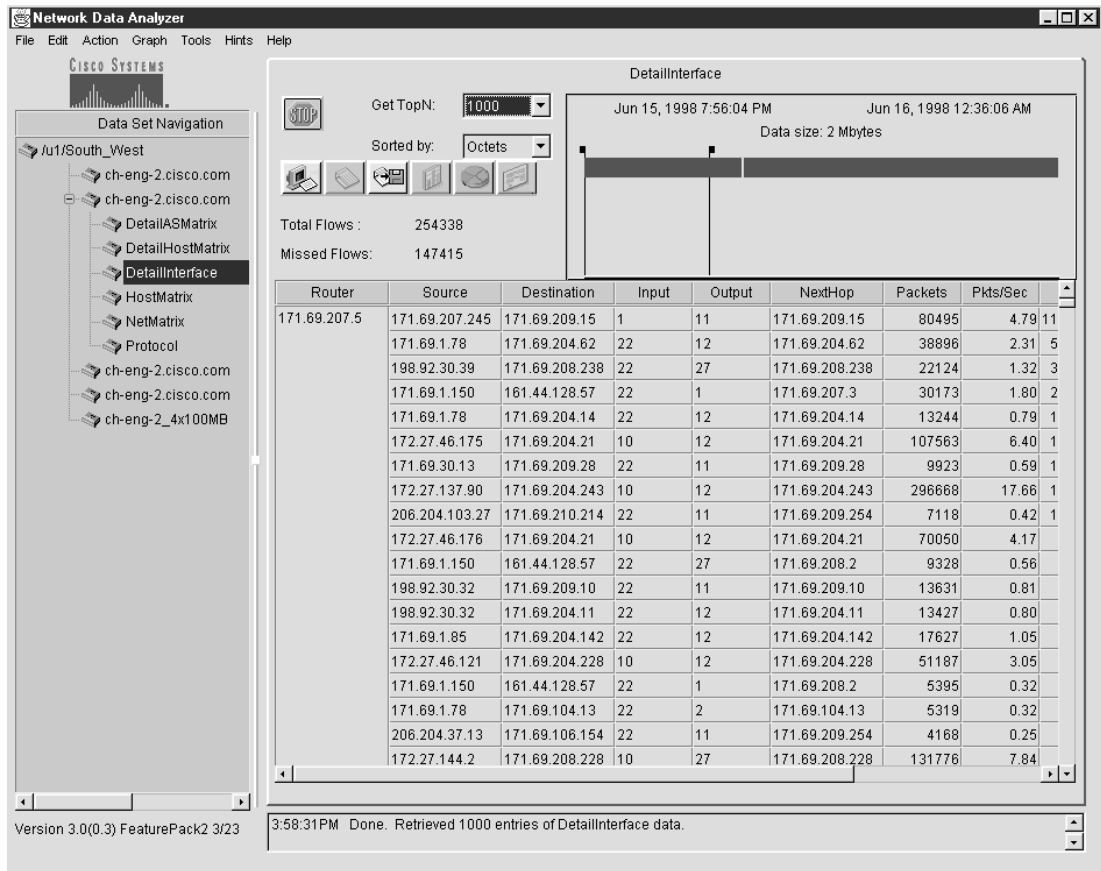 Network Data Analyzer
File Edit Action Graph Tools Hints Help
CISCO SYSTEMS
Data Set Navigation
/u1/South_West
ch-eng-2.cisco.com
ch-eng-2.cisco.com
DetailASMatrix
DetailHostMatrix
DetailInterface
HostMatrix
NetMatrix
Protocol
ch-eng-2.cisco.com
ch-eng-2.cisco.com
ch-eng-2_4x100MB
Version 3.0(0.3) FeaturePack2 3/23
DetailInterface
STOP
Get TopN: 1000
Sorted by: Octets
Total Flows : 254338
Missed Flows: 147415
Jun 15, 1998 7:56:04 PM Jun 16, 1998 12:36:06 AM
Data size: 2 Mbytes
Router Source Destination Input Output NextHop Packets Pkts/Sec
171.69.207.5 171.69.207.245 171.69.209.15 1 11 171.69.209.15 80495 4.79 11
171.69.1.78 171.69.204.62 22 12 171.69.204.62 38896 2.31 5
198.92.30.39 171.69.208.238 22 27 171.69.208.238 22124 1.32 3
171.69.1.150 161.44.128.57 22 1 171.69.207.3 30173 1.80 2
171.69.1.78 171.69.204.14 22 12 171.69.204.14 13244 0.79 1
172.27.46.175 171.69.204.21 10 12 171.69.204.21 107563 6.40 1
171.69.30.13 171.69.209.28 22 11 171.69.209.28 9923 0.59 1
172.27.137.90 171.69.204.243 10 12 171.69.204.243 296668 17.66 1
206.204.103.27 171.69.210.214 22 11 171.69.209.254 7118 0.42 1
172.27.46.176 171.69.204.21 10 12 171.69.204.21 70050 4.17
171.69.1.150 161.44.128.57 22 27 171.69.208.2 9328 0.56
198.92.30.32 171.69.209.10 22 11 171.69.209.10 13631 0.81
198.92.30.32 171.69.204.11 22 12 171.69.204.11 13427 0.80
171.69.1.85 171.69.204.142 22 12 171.69.204.142 17627 1.05
172.27.46.121 171.69.204.228 10 12 171.69.204.228 51187 3.05
171.69.1.150 161.44.128.57 22 1 171.69.208.2 5395 0.32
171.69.1.78 171.69.104.13 22 2 171.69.104.13 5319 0.32
206.204.37.13 171.69.106.154 22 11 171.69.209.254 4168 0.25
172.27.144.2 171.69.208.228 10 27 171.69.208.228 131776 7.84
3:58:31PM Done. Retrieved 1000 entries of DetailInterface data.